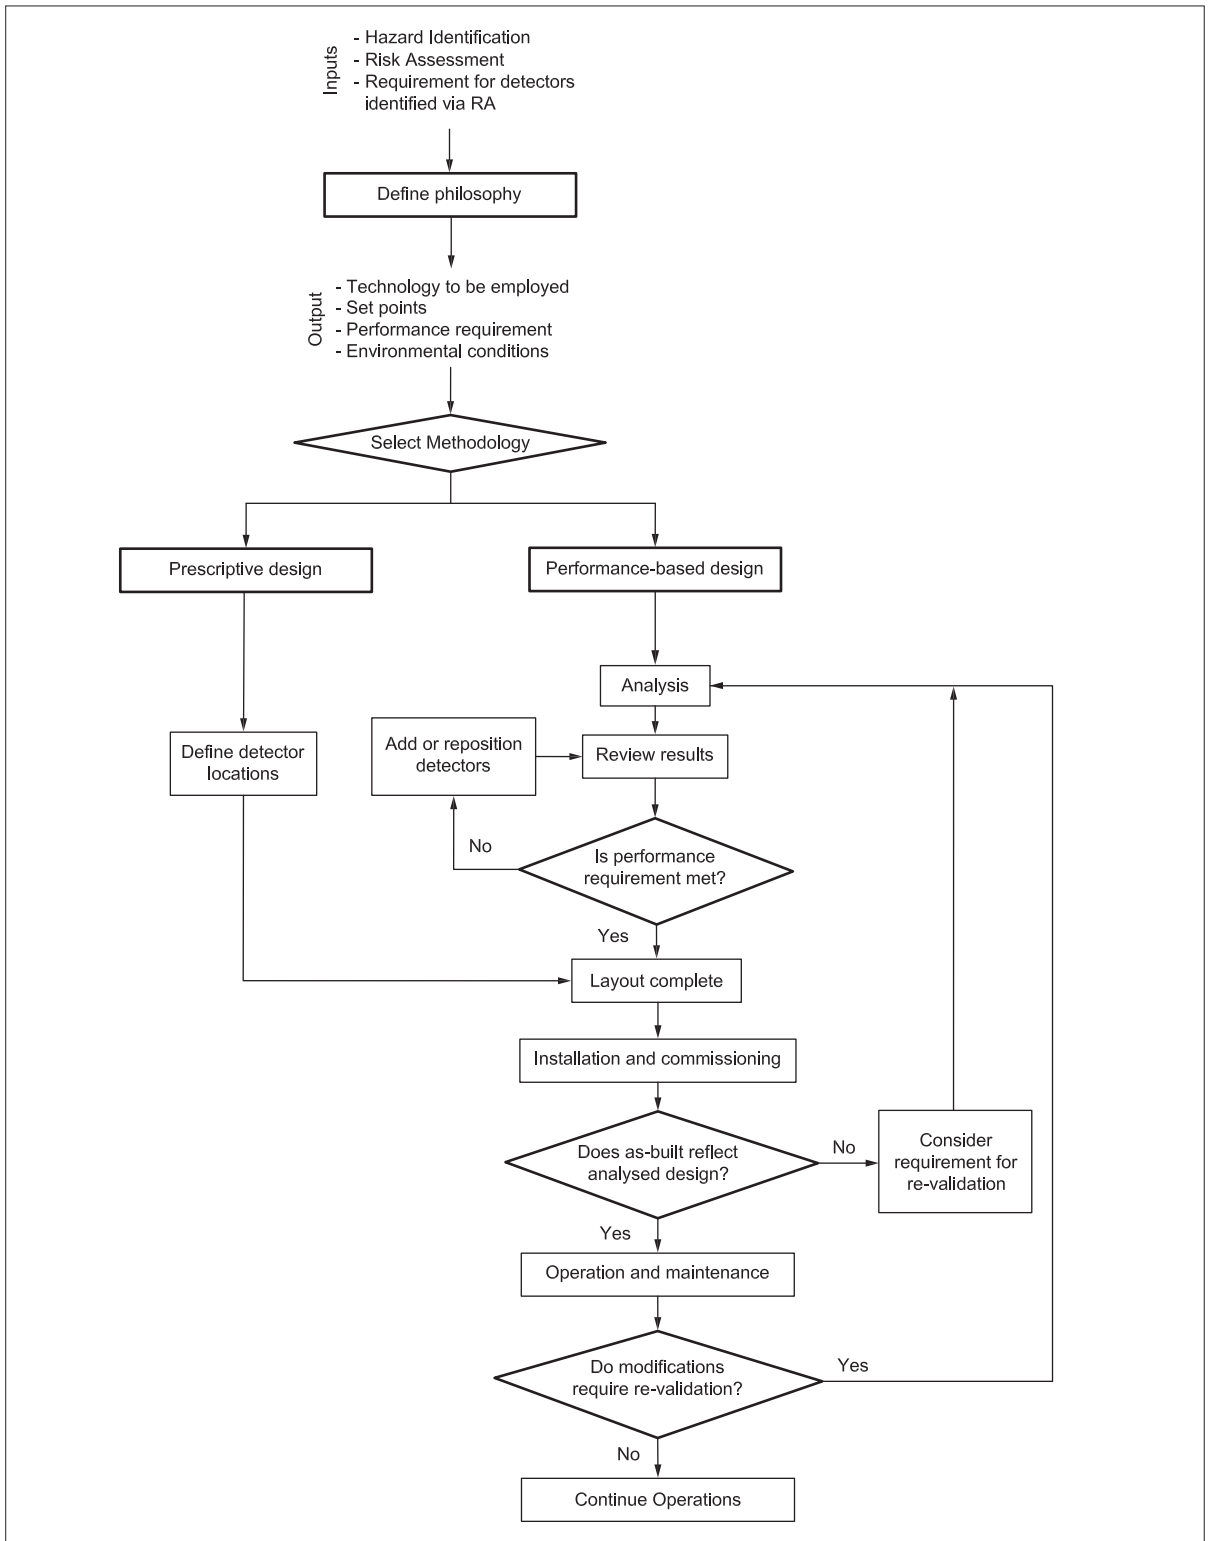 Inputs
- Hazard Identification
- Risk Assessment
- Requirement for detectors
identified via RA
Define philosophy
Output
- Technology to be employed
- Set points
- Performance requirement
- Environmental conditions
Select Methodology
Prescriptive design
Performance-based design
Analysis
Define detector
locations
Add or reposition
detectors
Review results
No
Is performance
requirement met?
Yes
Layout complete
Installation and commissioning
Does as-built reflect
analysed design?
No
Consider
requirement for
re-validation
Yes
Operation and maintenance
Do modifications
require re-validation?
Yes
No
Continue Operations